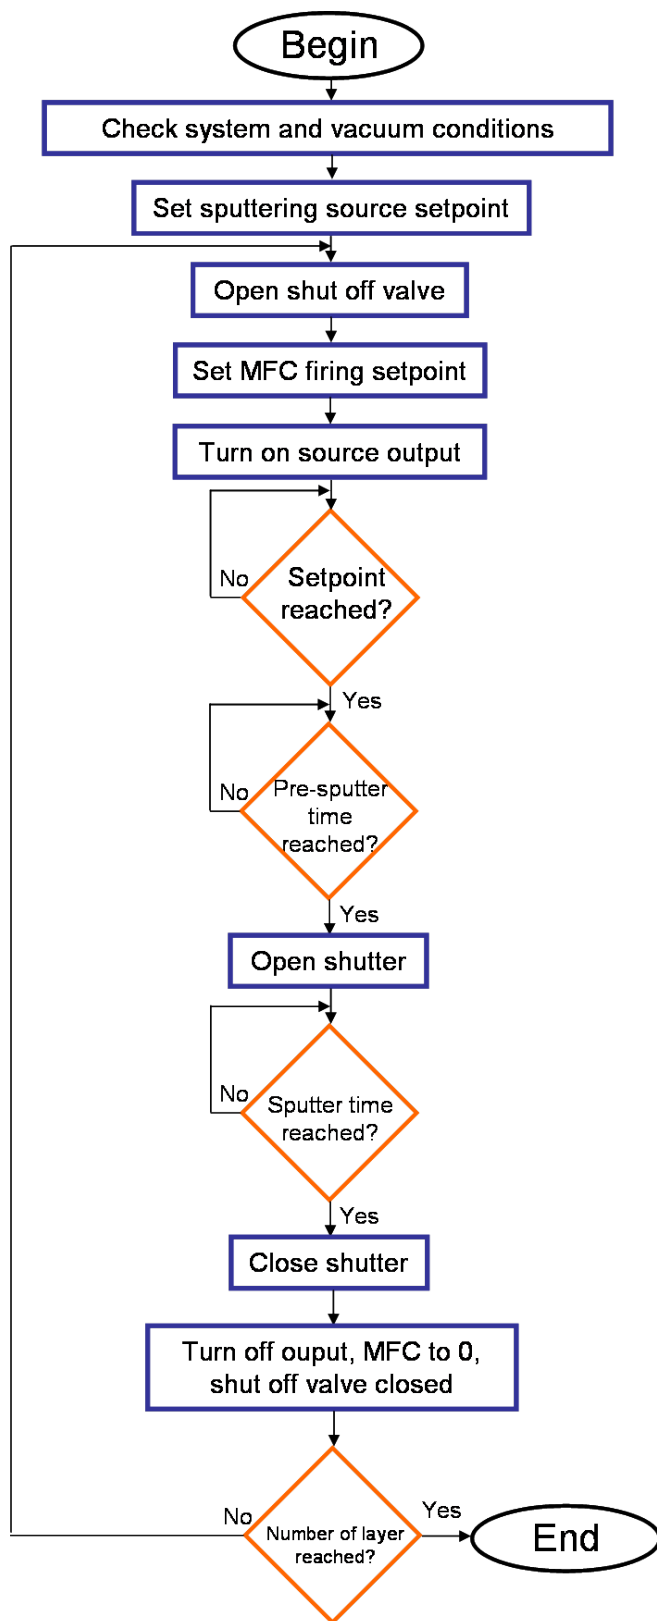 Begin
Check system and vacuum conditions
Set sputtering source setpoint
Open shut off valve
Set MFC firing setpoint
Turn on source output
No
Setpoint
reached?
Yes
No
Pre-sputter
time
reached?
Yes
Open shutter
No
Sputter time
reached?
Yes
Close shutter
Turn off ouput, MFC to 0,
shut off valve closed
No
Number of layer
reached?
Yes
End